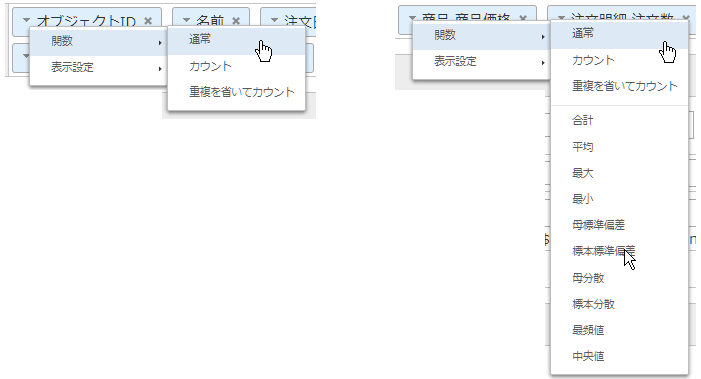 オブジェクトID
名前
注文
関数
表示設定
通常
カウント
重複を省いてカウント
商品.商品価格
注文明細.注文数
関数
表示設定
通常
カウント
重複を省いてカウント
合計
平均
最大
最小
母標準偏差
標本標準偏差
母分散
標本分散
最頻値
中央値